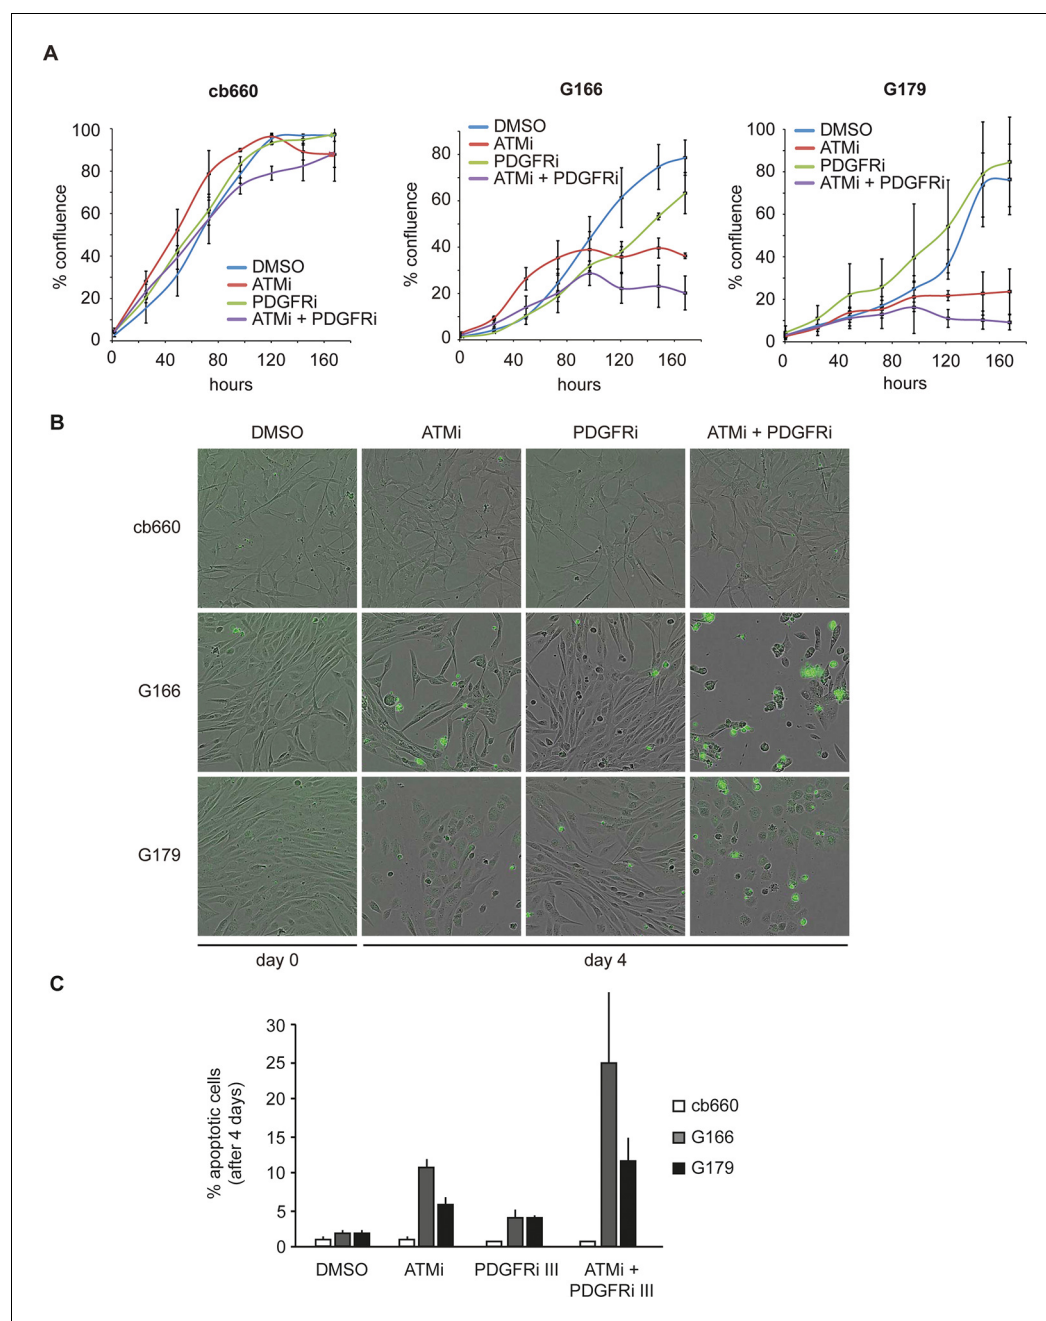 A
cb660
G166
G179
% confluence
100
80
60
40
20
0
0
40
80
120
160
hours
DMSO
ATMi
PDGFRi
ATMi + PDGFRi
% confluence
80
60
40
20
0
0
40
80
120
160
hours
DMSO
ATMi
PDGFRi
ATMi + PDGFRi
% confluence
100
80
60
40
20
0
0
40
80
120
160
hours
DMSO
ATMi
PDGFRi
ATMi + PDGFRi
B
DMSO
ATMi
PDGFRi
ATMi + PDGFRi
cb660
G166
G179
day 0
day 4
C
% apoptotic cells
(after 4 days)
30
25
20
15
10
5
0
DMSO
ATMi
PDGFRi III
ATMi +
PDGFRi III
cb660
G166
G179